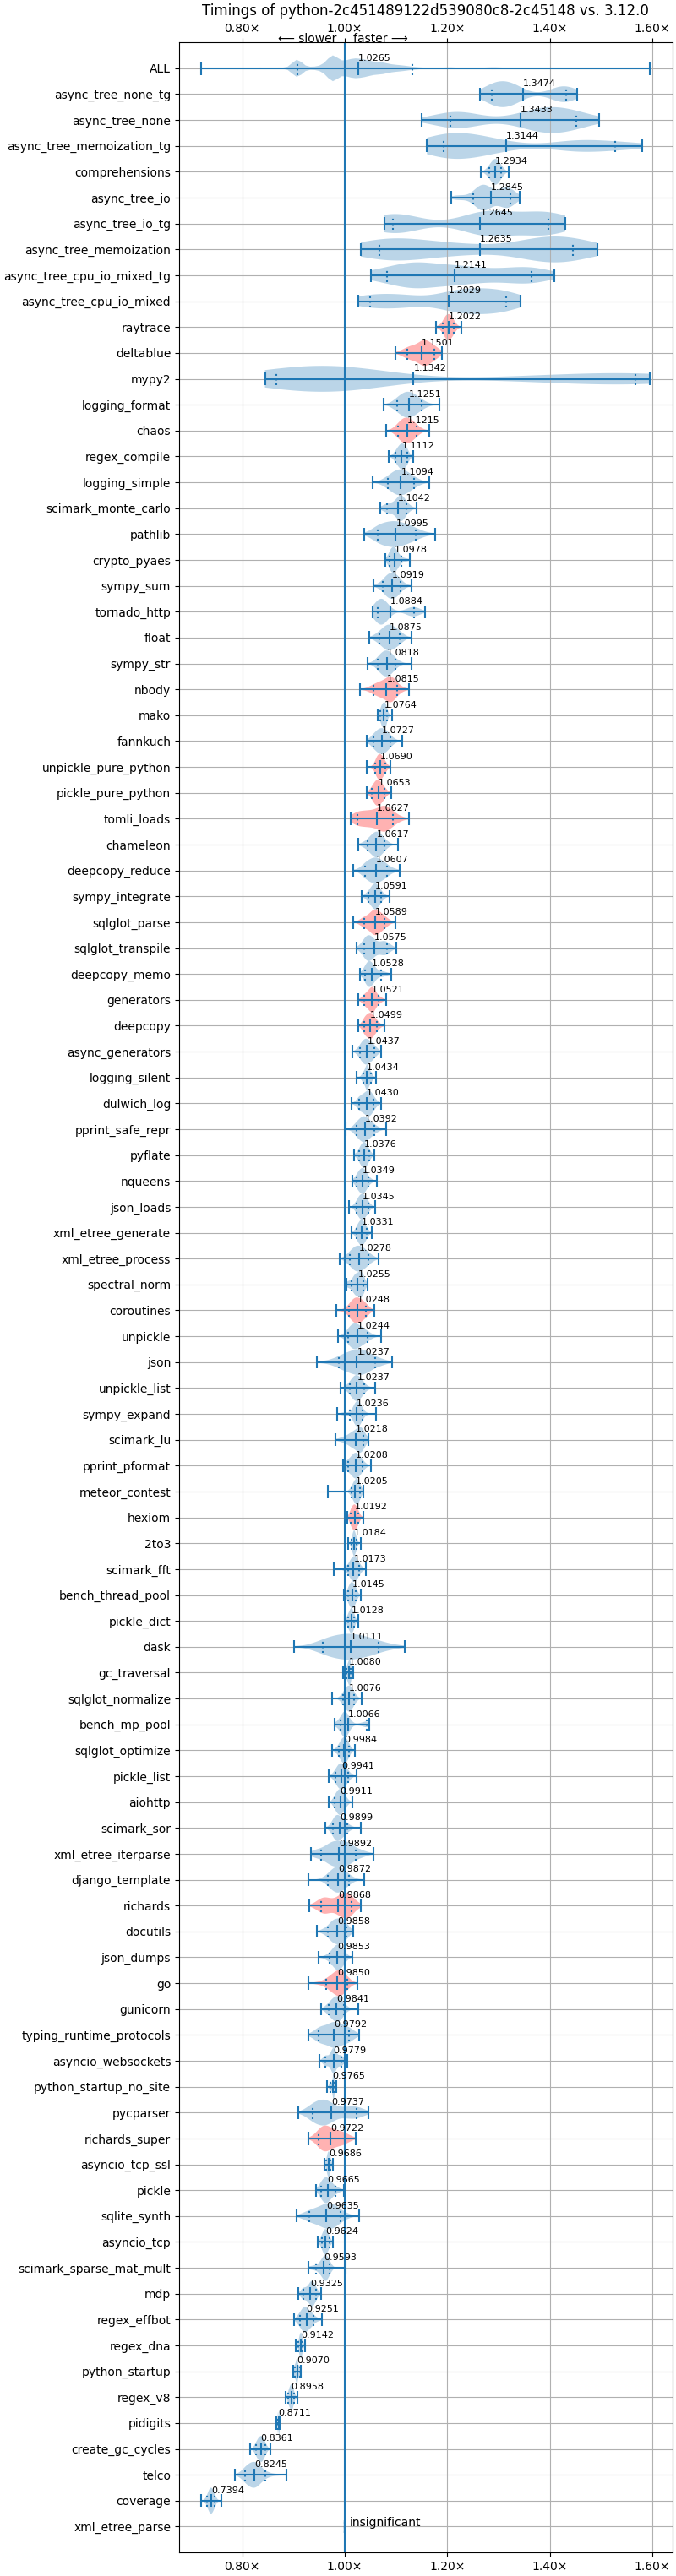 Timings of python-2c451489122d539080c8-2c45148 vs. 3.12.0
0.80× 1.00× 1.20× 1.40× 1.60×
⟵ slower faster ⟶
ALL 1.0265
async_tree_none_tg 1.3474
async_tree_none 1.3433
async_tree_memoization_tg 1.3144
comprehensions 1.2934
async_tree_io 1.2845
async_tree_io_tg 1.2645
async_tree_memoization 1.2635
async_tree_cpu_io_mixed_tg 1.2141
async_tree_cpu_io_mixed 1.2029
raytrace 1.2022
deltablue 1.1501
mypy2 1.1342
logging_format 1.1251
chaos 1.1215
regex_compile 1.1112
logging_simple 1.1094
scimark_monte_carlo 1.1042
pathlib 1.0995
crypto_pyaes 1.0978
sympy_sum 1.0919
tornado_http 1.0884
float 1.0875
sympy_str 1.0818
nbody 1.0815
mako 1.0764
fannkuch 1.0727
unpickle_pure_python 1.0690
pickle_pure_python 1.0653
tomli_loads 1.0627
chameleon 1.0617
deepcopy_reduce 1.0607
sympy_integrate 1.0591
sqlglot_parse 1.0589
sqlglot_transpile 1.0575
deepcopy_memo 1.0528
generators 1.0521
deepcopy 1.0499
async_generators 1.0437
logging_silent 1.0434
dulwich_log 1.0430
pprint_safe_repr 1.0392
pyflate 1.0376
nqueens 1.0349
json_loads 1.0345
xml_etree_generate 1.0331
xml_etree_process 1.0278
spectral_norm 1.0255
coroutines 1.0248
unpickle 1.0244
json 1.0237
unpickle_list 1.0237
sympy_expand 1.0236
scimark_lu 1.0218
pprint_pformat 1.0208
meteor_contest 1.0205
hexiom 1.0192
2to3 1.0184
scimark_fft 1.0173
bench_thread_pool 1.0145
pickle_dict 1.0128
dask 1.0111
gc_traversal 1.0080
sqlglot_normalize 1.0076
bench_mp_pool 1.0066
sqlglot_optimize 0.9984
pickle_list 0.9941
aiohttp 0.9911
scimark_sor 0.9899
xml_etree_iterparse 0.9892
django_template 0.9872
richards 0.9868
docutils 0.9858
json_dumps 0.9853
go 0.9850
gunicorn 0.9841
typing_runtime_protocols 0.9792
asyncio_websockets 0.9779
python_startup_no_site 0.9765
pycparser 0.9737
richards_super 0.9722
asyncio_tcp_ssl 0.9686
pickle 0.9665
sqlite_synth 0.9635
asyncio_tcp 0.9624
scimark_sparse_mat_mult 0.9593
mdp 0.9325
regex_effbot 0.9251
regex_dna 0.9142
python_startup 0.9070
regex_v8 0.8958
pidigits 0.8711
create_gc_cycles 0.8361
telco 0.8245
coverage 0.7394
xml_etree_parse insignificant
0.80× 1.00× 1.20× 1.40× 1.60×